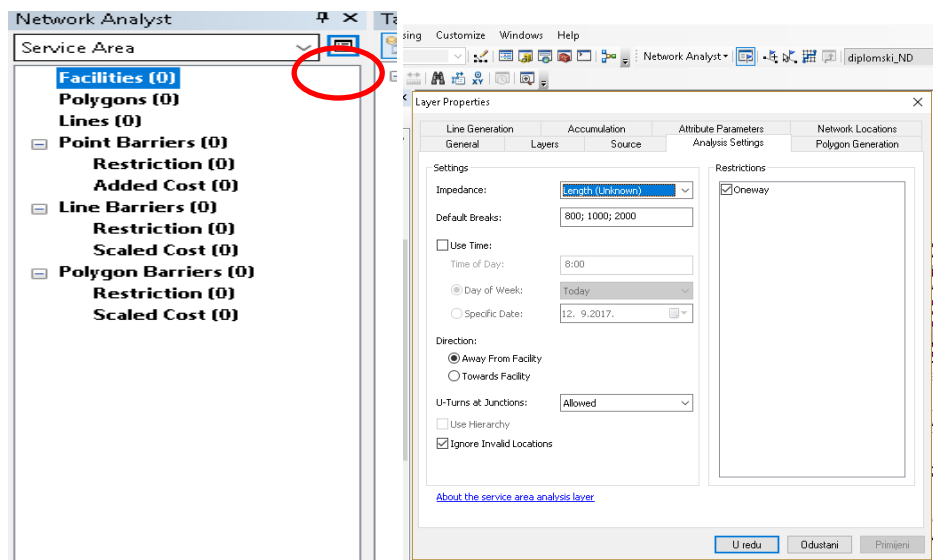 Network Analyst
Service Area
Facilities (0)
Polygons (0)
Lines (0)
Point Barriers (0)
Restriction (0)
Added Cost (0)
Line Barriers (0)
Restriction (0)
Scaled Cost (0)
Polygon Barriers (0)
Restriction (0)
Scaled Cost (0)
Ta
sing Customize Windows Help
Network Analyst diplomski_ND
Layer Properties
Line Generation Accumulation Attribute Parameters Network Locations
General Layers Source Analysis Settings Polygon Generation
Settings
Impedance: Length (Unknown)
Default Breaks: 800; 1000; 2000
Use Time:
Time of Day: 8:00
Day of Week: Today
Specific Date: 12. 9.2017.
Direction:
Away From Facility
Towards Facility
U-Turns at Junctions: Allowed
Use Hierarchy
Ignore Invalid Locations
Restrictions
Oneway
About the service area analysis layer
U redu Odustani Primijeni